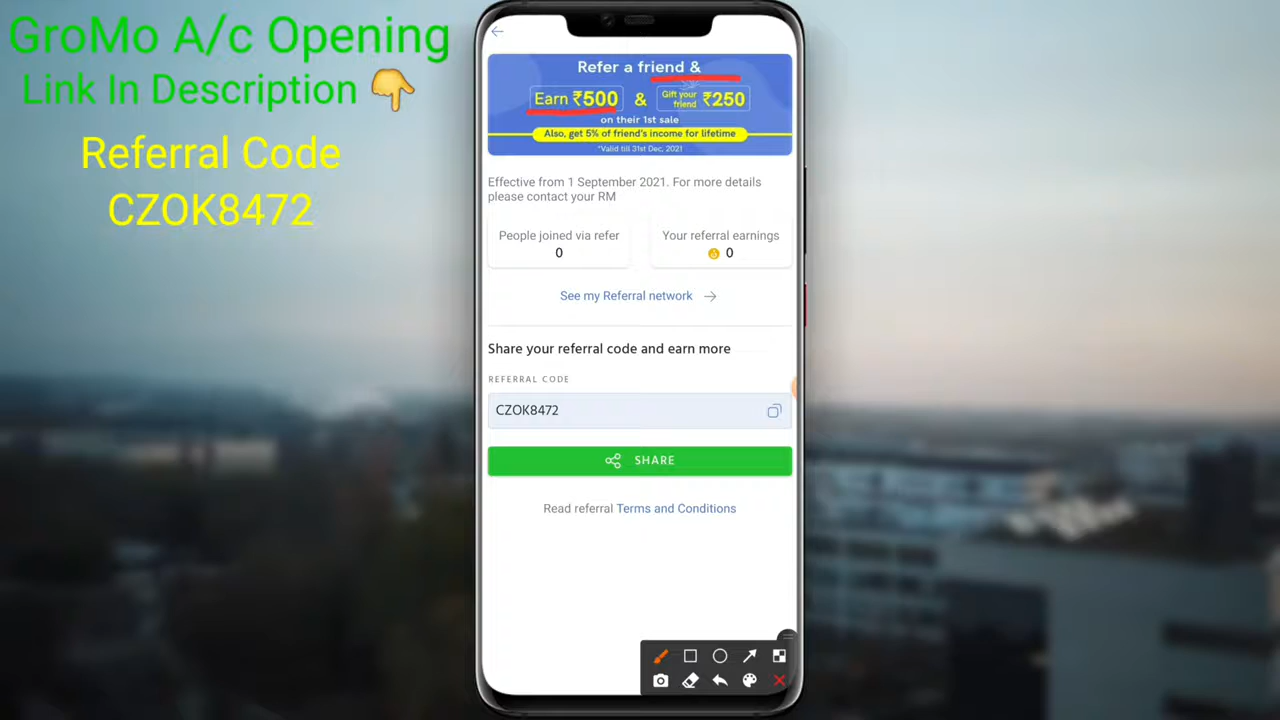 GroMo A/c Opening
Link In Description
Referral Code
CZOK8472
Refer a friend &
Earn ₹500 & Gift your friend ₹250
on their 1st sale
Also, get 5% of friend's income for lifetime
*Valid till 31st Dec, 2021
Effective from 1 September 2021. For more details
please contact your RM
People joined via refer
0
Your referral earnings
0
See my Referral network
Share your referral code and earn more
REFERRAL CODE
CZOK8472
SHARE
Read referral Terms and Conditions